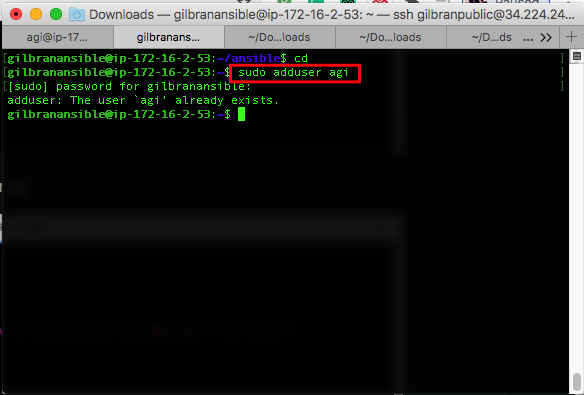 Paused
Downloads — gilbranansible@ip-172-16-2-53: ~ — ssh gilbranpublic@34.224.24...
agi@ip-17... gilbranans... ~/Do...loads ~/Do...loads ~/D...ds ... >>
[gilbranansible@ip-172-16-2-53:~/ansible$ cd ]
[gilbranansible@ip-172-16-2-53:~$ sudo adduser agi ]
[[sudo] password for gilbranansible: ]
adduser: The user `agi' already exists.
gilbranansible@ip-172-16-2-53:~$